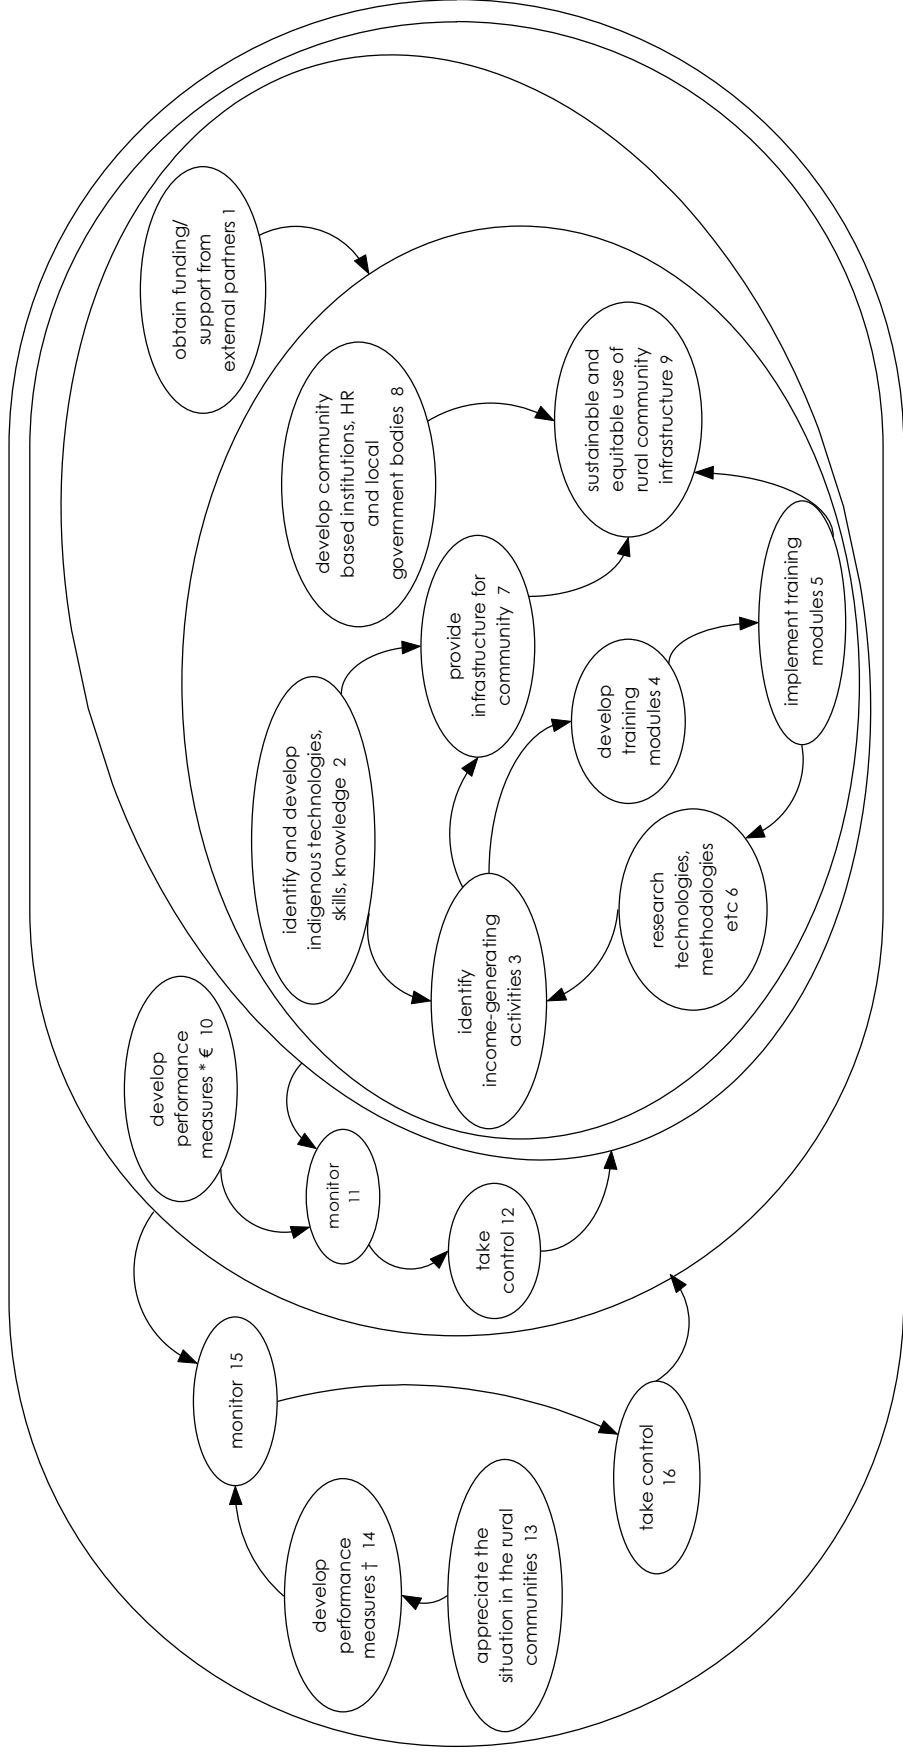 obtain funding/
support from
external partners 1
identify and develop
indigenous technologies,
skills, knowledge 2
identify
income-generating
activities 3
develop
training
modules 4
implement training
modules 5
research
technologies,
methodologies
etc 6
provide
infrastructure for
community 7
develop community
based institutions, HR
and local
government bodies 8
sustainable and
equitable use of
rural community
infrastructure 9
develop
performance
measures * € 10
monitor
11
take
control 12
appreciate the
situation in the rural
communities 13
develop
performance
measures † 14
monitor 15
take control
16